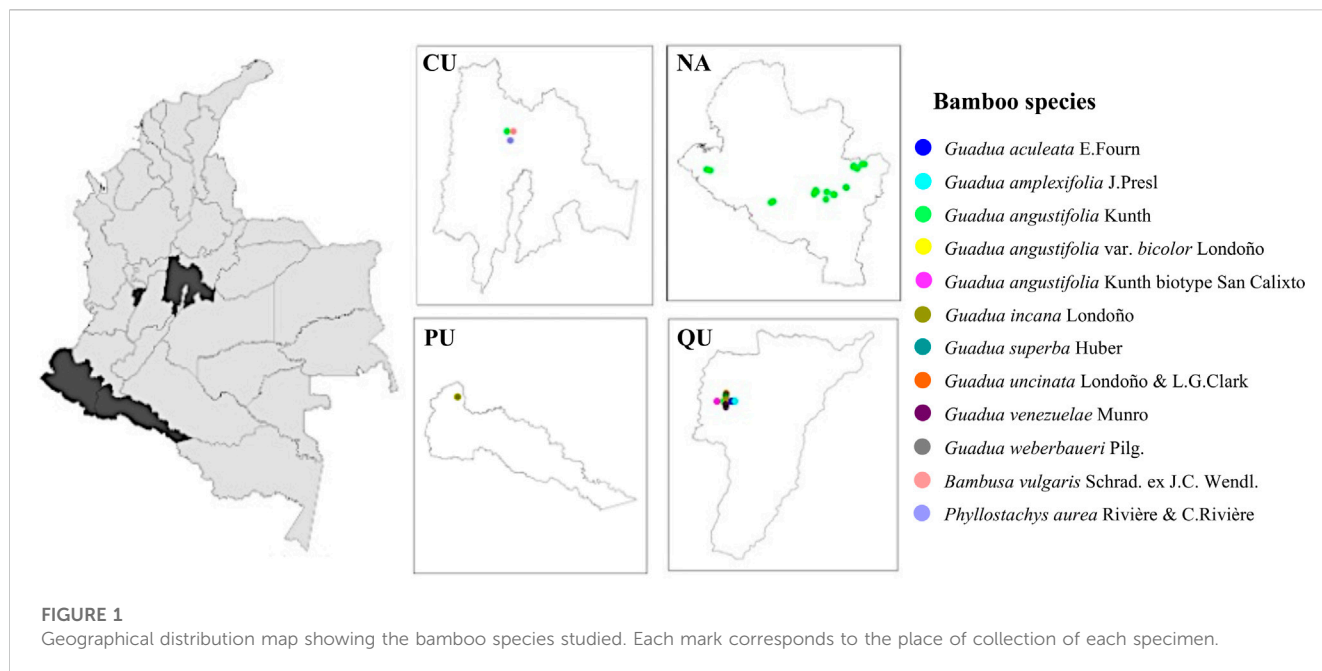 CU
NA
PU
QU
Bamboo species
Guadua aculeata E.Fourn
Guadua amplexifolia J.Presl
Guadua angustifolia Kunth
Guadua angustifolia var. bicolor Londoño
Guadua angustifolia Kunth biotype San Calixto
Guadua incana Londoño
Guadua superba Huber
Guadua uncinata Londoño & L.G.Clark
Guadua venezuelae Munro
Guadua weberbaueri Pilg.
Bambusa vulgaris Schrad. ex J.C. Wendl.
Phyllostachys aurea Rivière & C.Rivière
FIGURE 1
Geographical distribution map showing the bamboo species studied. Each mark corresponds to the place of collection of each specimen.